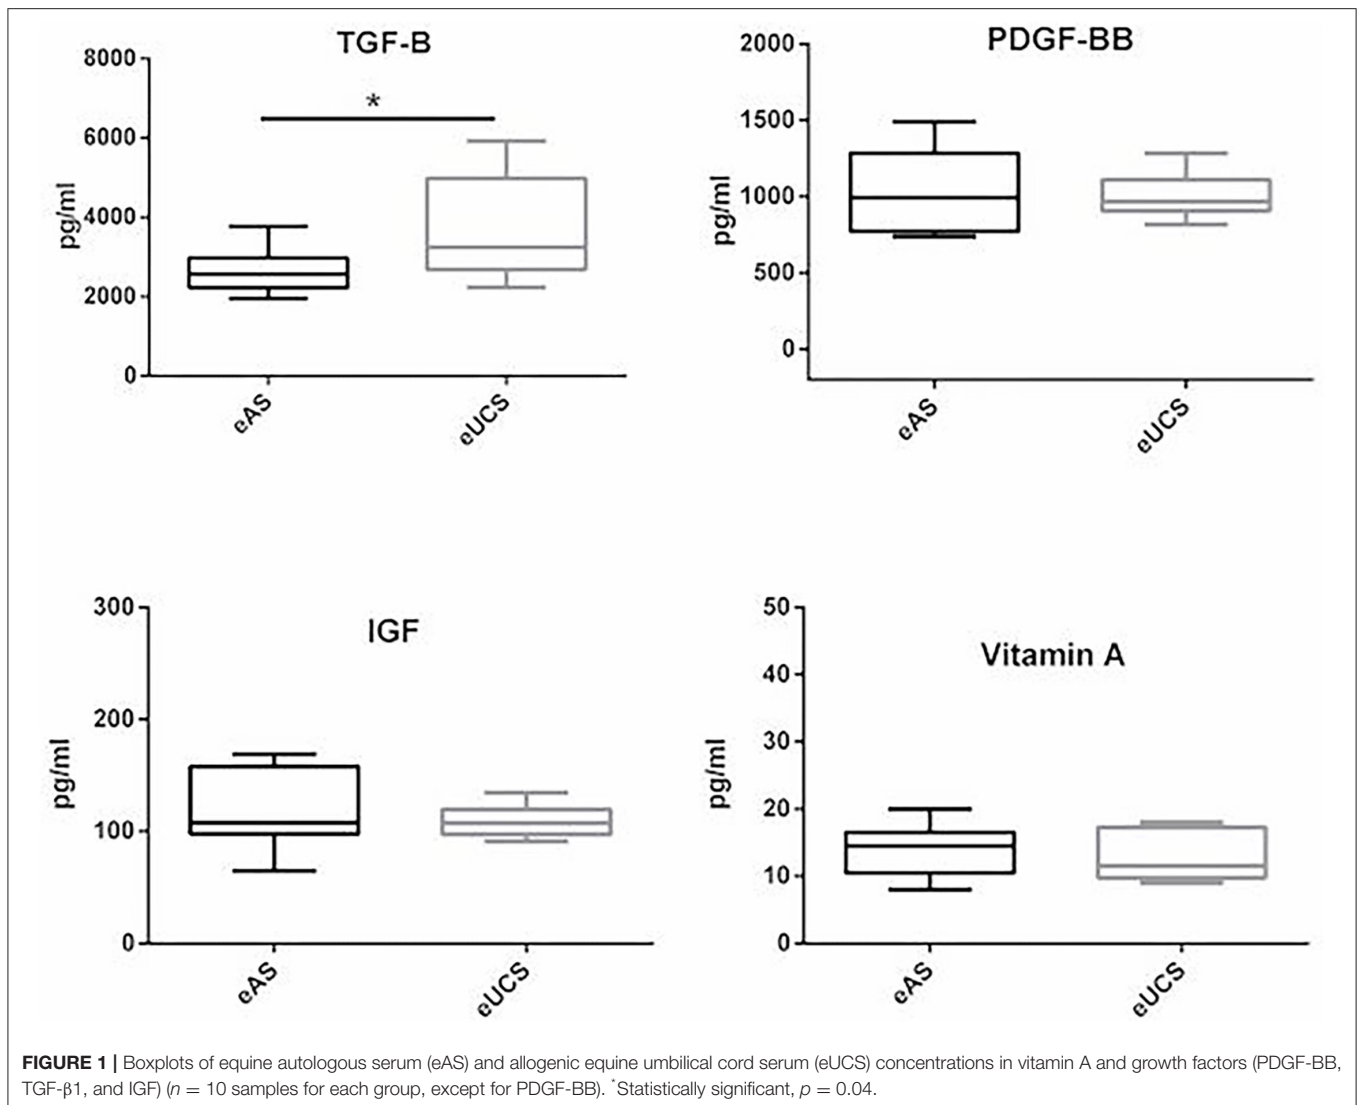 TGF-B
8000
6000
4000
2000
0
pg/ml
*
eAS
eUCS
PDGF-BB
2000
1500
1000
500
0
pg/ml
eAS
eUCS
IGF
300
200
100
0
pg/ml
eAS
eUCS
Vitamin A
50
40
30
20
10
0
pg/ml
eAS
eUCS
FIGURE 1 | Boxplots of equine autologous serum (eAS) and allogenic equine umbilical cord serum (eUCS) concentrations in vitamin A and growth factors (PDGF-BB,
TGF-β1, and IGF) (n = 10 samples for each group, except for PDGF-BB). *Statistically significant, p = 0.04.